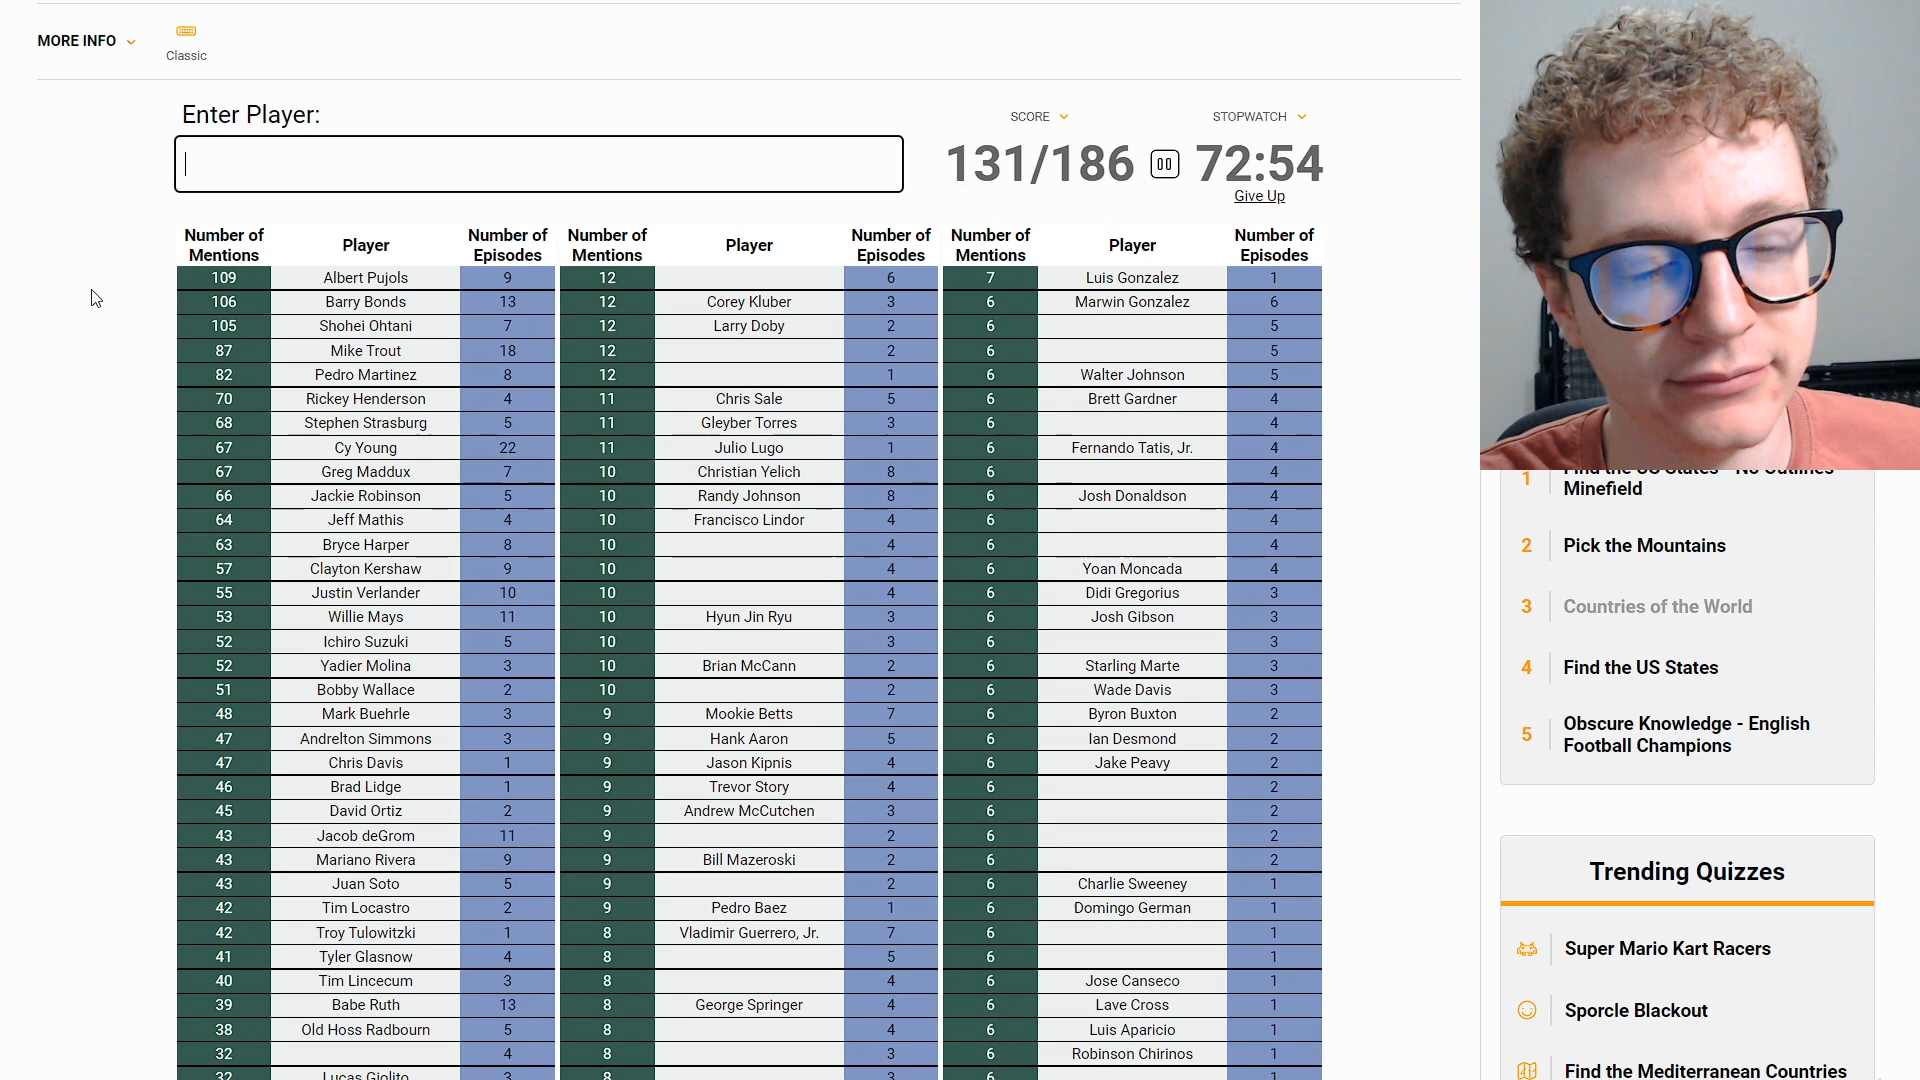 MORE INFO
Classic
Enter Player:
SCORE
STOPWATCH
131/186
72:54
Give Up
Number of Mentions Player Number of Episodes Number of Mentions Player Number of Episodes Number of Mentions Player Number of Episodes
109 Albert Pujols 9 12 6 7 Luis Gonzalez 1
106 Barry Bonds 13 12 Corey Kluber 3 6 Marwin Gonzalez 6
105 Shohei Ohtani 7 12 Larry Doby 2 6 5
87 Mike Trout 18 12 2 6 5
82 Pedro Martinez 8 12 1 6 Walter Johnson 5
70 Rickey Henderson 4 11 Chris Sale 5 6 Brett Gardner 4
68 Stephen Strasburg 5 11 Gleyber Torres 3 6 4
67 Cy Young 22 11 Julio Lugo 1 6 Fernando Tatis, Jr. 4
67 Greg Maddux 7 10 Christian Yelich 8 6 4
66 Jackie Robinson 5 10 Randy Johnson 8 6 Josh Donaldson 4
64 Jeff Mathis 4 10 Francisco Lindor 4 6 4
63 Bryce Harper 8 10 4 6 4
57 Clayton Kershaw 9 10 4 6 Yoan Moncada 4
55 Justin Verlander 10 10 4 6 Didi Gregorius 3
53 Willie Mays 11 10 Hyun Jin Ryu 3 6 Josh Gibson 3
52 Ichiro Suzuki 5 10 3 6 3
52 Yadier Molina 3 10 Brian McCann 2 6 Starling Marte 3
51 Bobby Wallace 2 10 2 6 Wade Davis 3
48 Mark Buehrle 3 9 Mookie Betts 7 6 Byron Buxton 2
47 Andrelton Simmons 3 9 Hank Aaron 5 6 Ian Desmond 2
47 Chris Davis 1 9 Jason Kipnis 4 6 Jake Peavy 2
46 Brad Lidge 1 9 Trevor Story 4 6 2
45 David Ortiz 2 9 Andrew McCutchen 3 6 2
43 Jacob deGrom 11 9 2 6 2
43 Mariano Rivera 9 9 Bill Mazeroski 2 6 2
43 Juan Soto 5 9 2 6 Charlie Sweeney 1
42 Tim Locastro 2 9 Pedro Baez 1 6 Domingo German 1
42 Troy Tulowitzki 1 8 Vladimir Guerrero, Jr. 7 6 1
41 Tyler Glasnow 4 8 5 6 1
40 Tim Lincecum 3 8 4 6 Jose Canseco 1
39 Babe Ruth 13 8 George Springer 4 6 Lave Cross 1
38 Old Hoss Radbourn 5 8 4 6 Luis Aparicio 1
32 4 8 3 6 Robinson Chirinos 1
32 Lucas Giolito 3 8 3 6 1
1 Find the US States - No Outlines Minefield
2 Pick the Mountains
3 Countries of the World
4 Find the US States
5 Obscure Knowledge - English Football Champions
Trending Quizzes
Super Mario Kart Racers
Sporcle Blackout
Find the Mediterranean Countries